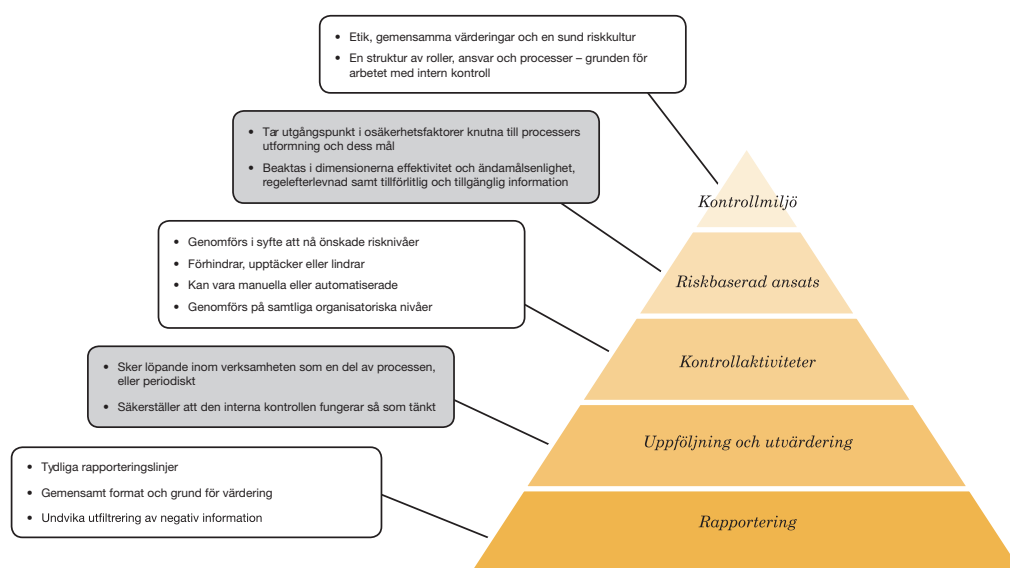 • Etik, gemensamma värderingar och en sund riskkultur
• En struktur av roller, ansvar och processer – grunden för
arbetet med intern kontroll
• Tar utgångspunkt i osäkerhetsfaktorer knutna till processers
utformning och dess mål
• Beaktas i dimensionerna effektivitet och ändamålsenlighet,
regelefterlevnad samt tillförlitlig och tillgänglig information
Kontrollmiljö
• Genomförs i syfte att nå önskade risknivåer
• Förhindrar, upptäcker eller lindrar
• Kan vara manuella eller automatiserade
• Genomförs på samtliga organisatoriska nivåer
Riskbaserad ansats
Kontrollaktiviteter
• Sker löpande inom verksamheten som en del av processen,
eller periodiskt
• Säkerställer att den interna kontrollen fungerar så som tänkt
Uppföljning och utvärdering
• Tydliga rapporteringslinjer
• Gemensamt format och grund för värdering
• Undvika utfiltrering av negativ information
Rapportering